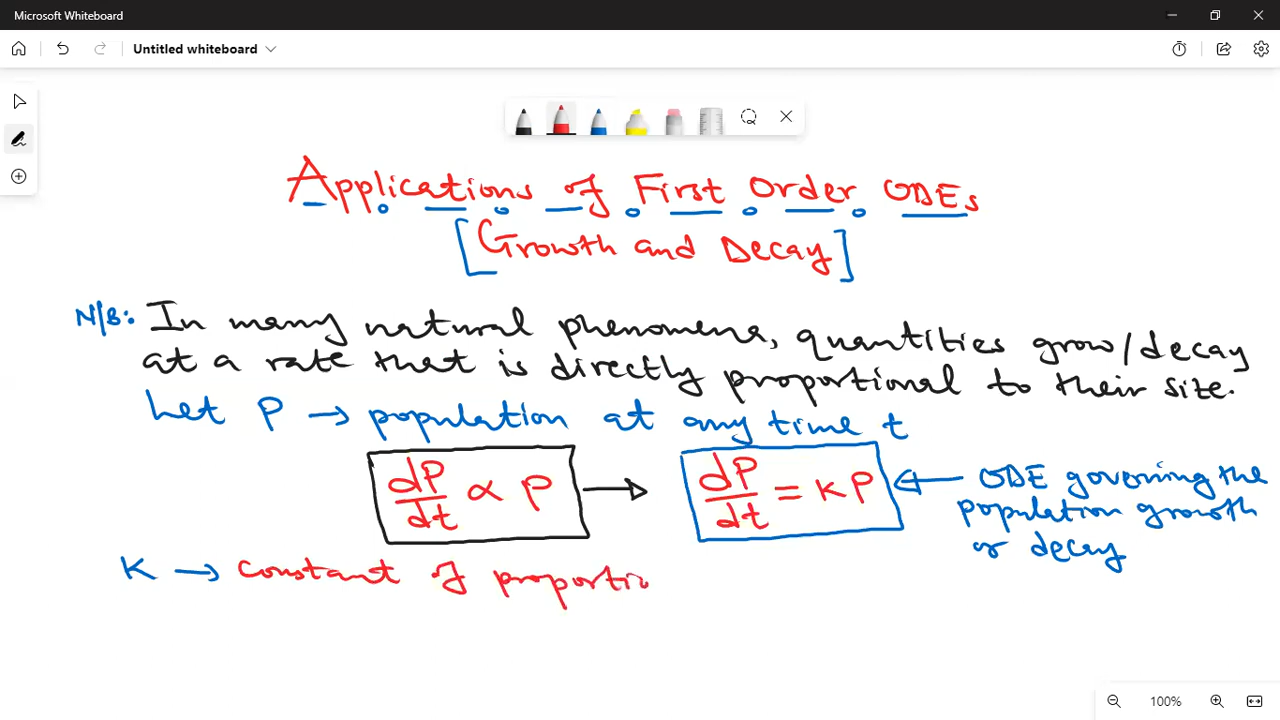 Microsoft Whiteboard
Untitled whiteboard
Applications of First Order ODEs
[Growth and Decay]
N/B: In many natural phenomena, quantities grow/decay
at a rate that is directly proportional to their site.
Let P → population at any time t
dP/dt ∝ P → dP/dt = KP ← ODE governing the
population growth
or decay
K → constant of proporti
100%